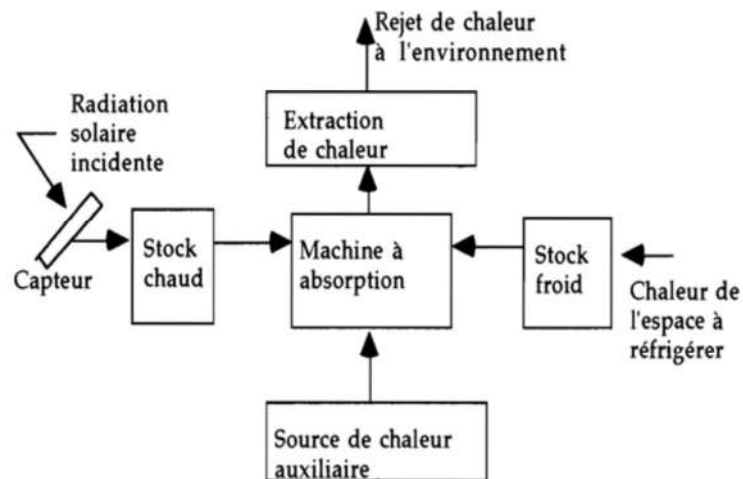 Rejet de chaleur
à l'environnement
Radiation
solaire
incidente
Extraction
de chaleur
Capteur
Stock
chaud
Machine à
absorption
Stock
froid
Chaleur de
l'espace à
réfrigérer
Source de chaleur
auxiliaire